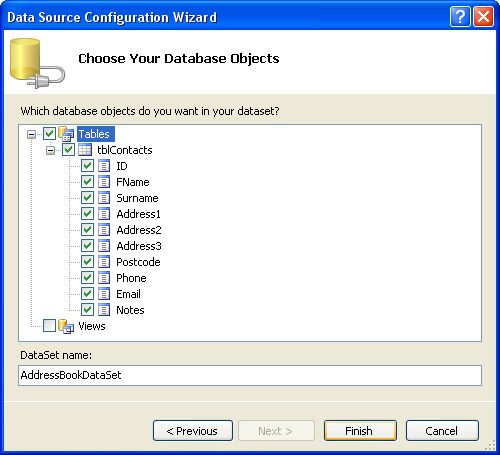 Data Source Configuration Wizard
Choose Your Database Objects
Which database objects do you want in your dataset?
Tables
tblContacts
ID
FName
Surname
Address1
Address2
Address3
Postcode
Phone
Email
Notes
Views
DataSet name:
AddressBookDataSet
< Previous Next > Finish Cancel